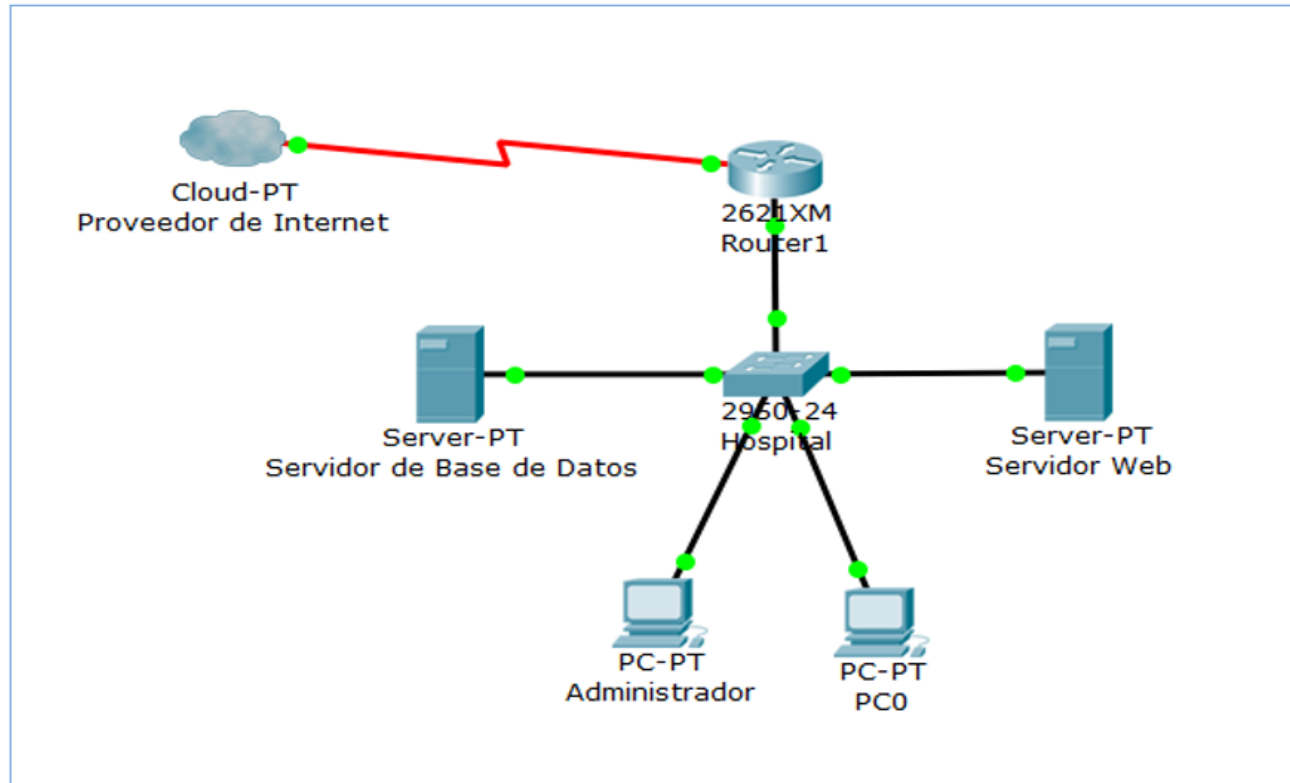 Cloud-PT
Proveedor de Internet
2621XM
Router1
Server-PT
Servidor de Base de Datos
2950-24
Hospital
Server-PT
Servidor Web
PC-PT
Administrador
PC-PT
PC0